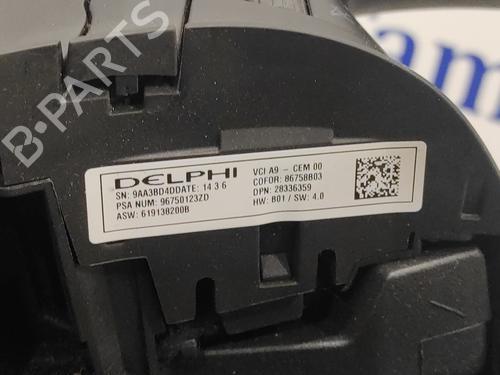 DELPHI
SN: 9AA3BD4DDATE: 14 3 6
PSA NUM: 96750123ZD
ASW: 619138200B
VCI A9 - CEM 00
COFOR: 86758B03
DPN: 28336359
HW: B01 / SW: 4.0
B-PARTS